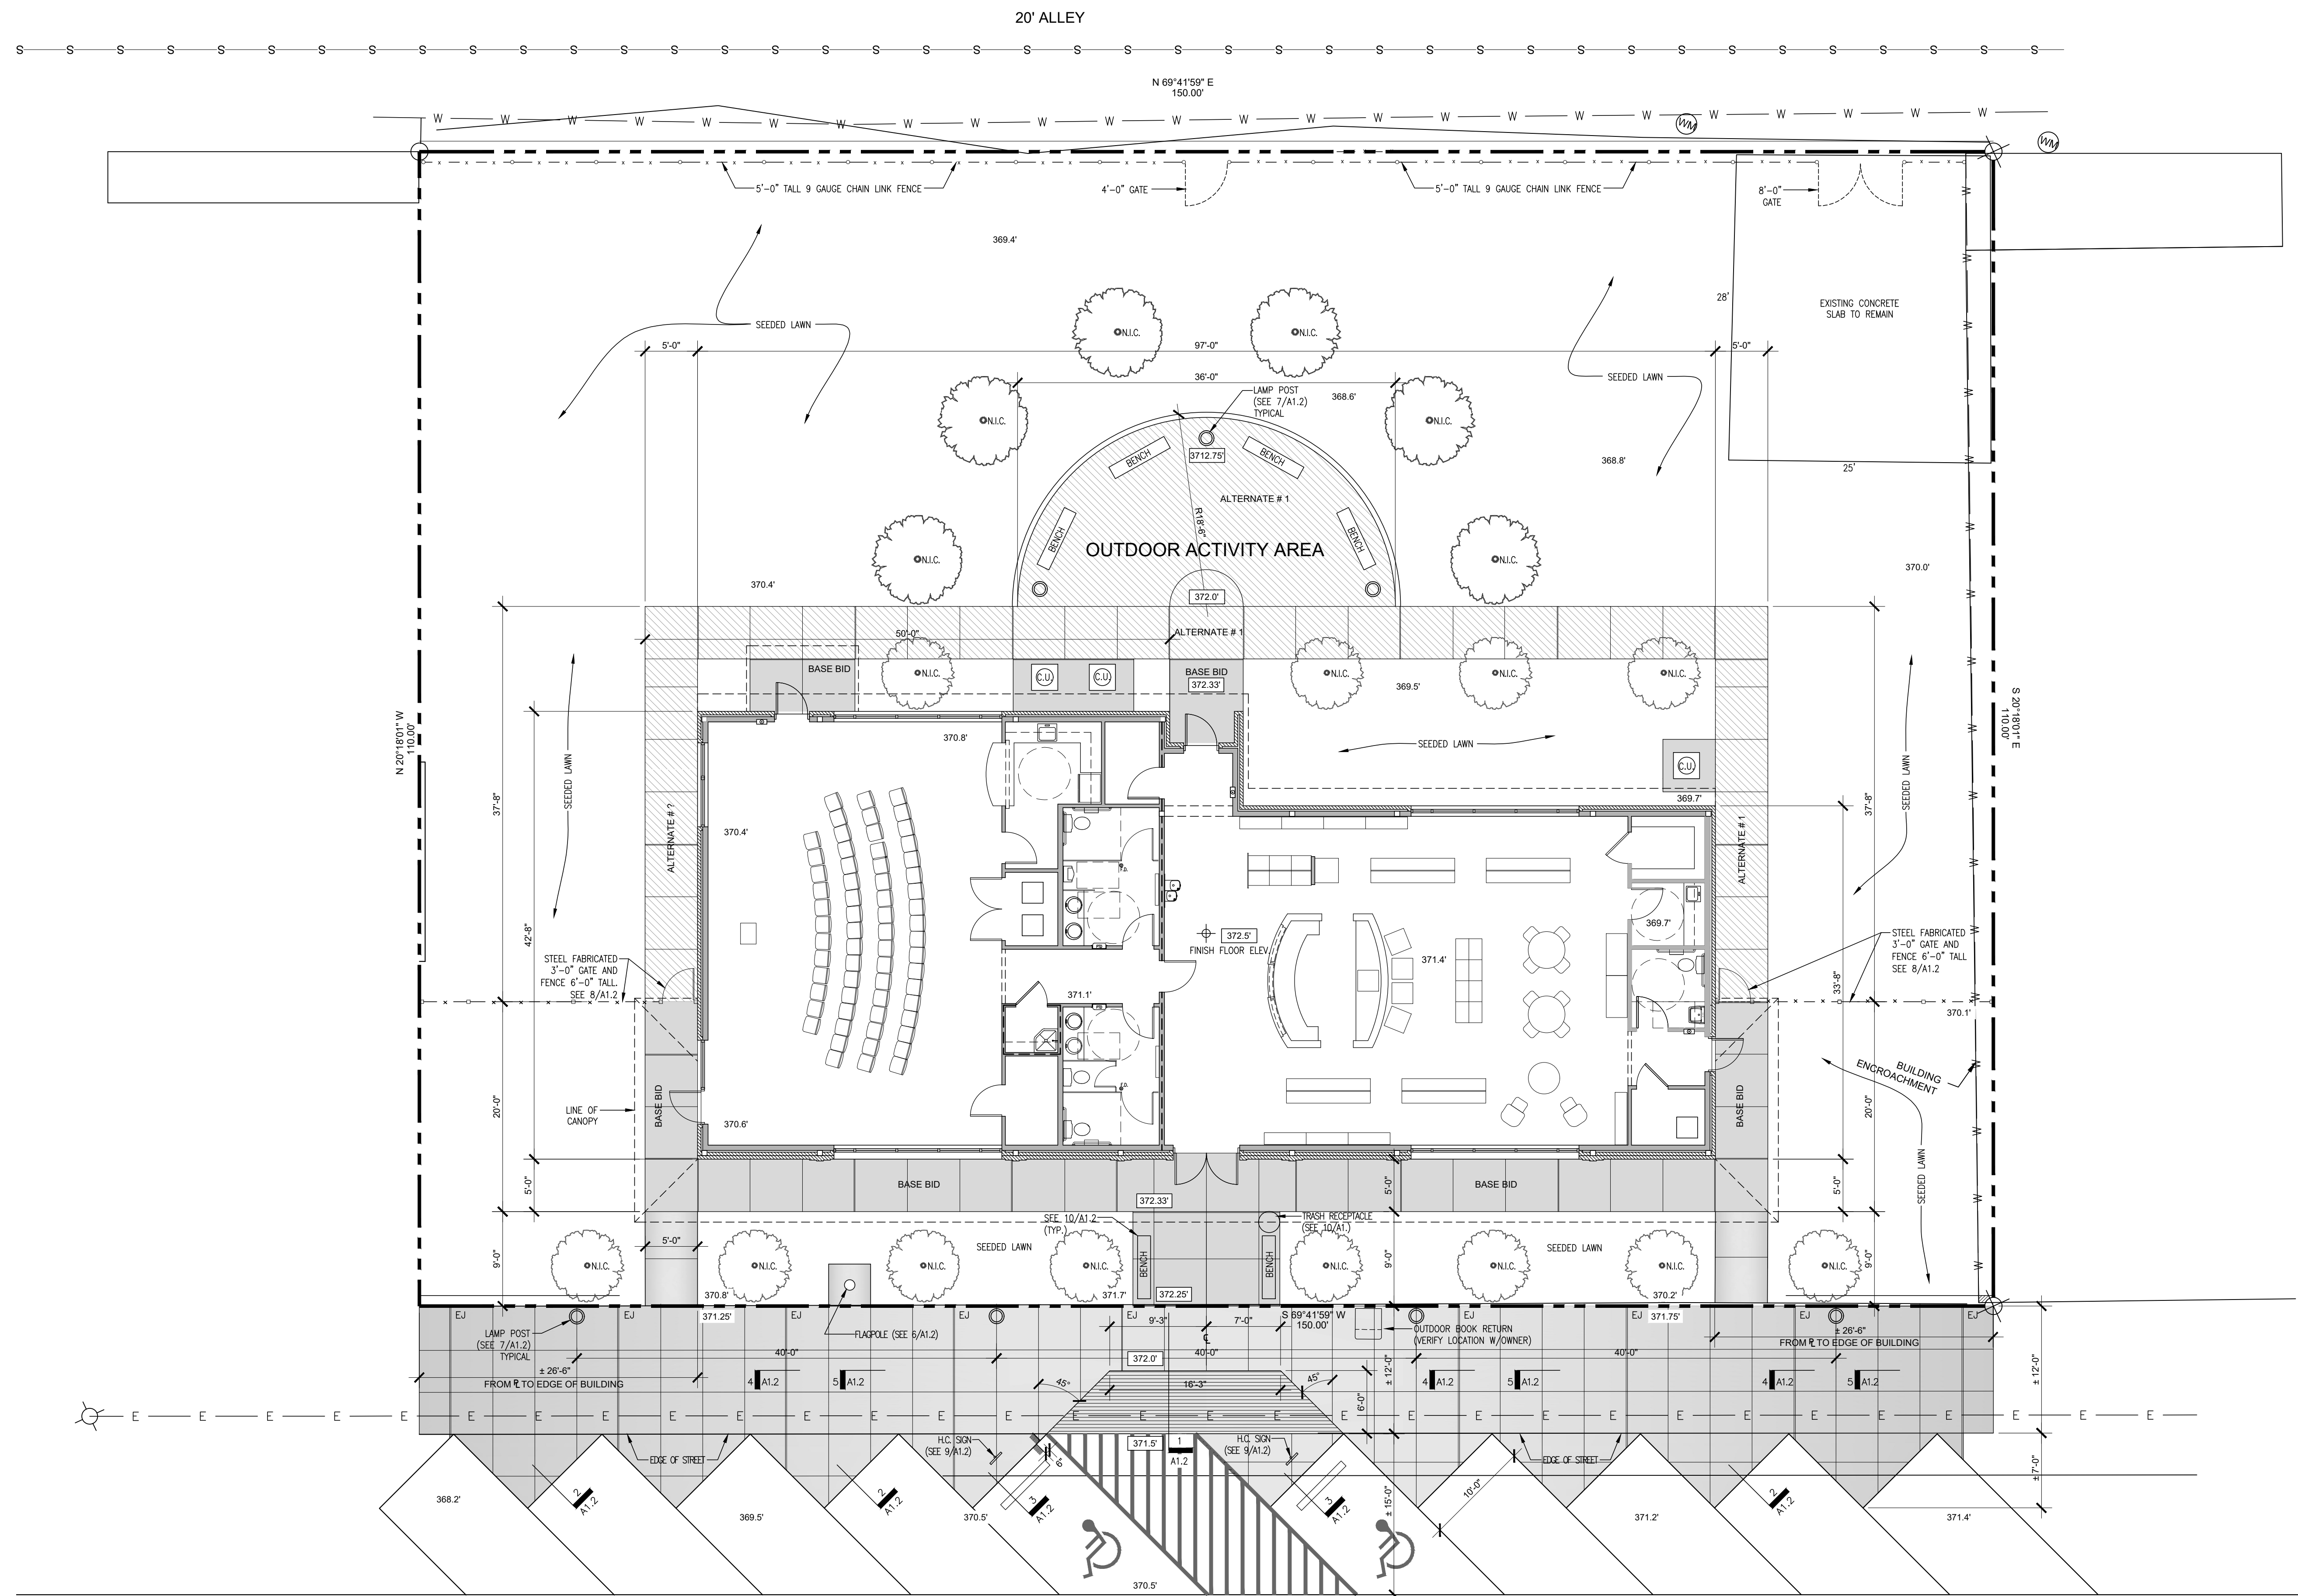 20' ALLEY
S S S S S S S S S S S S S S S S S S S S S S S S S S S S S S S S S S S S S S S S S
N 69°41'59" E
150.00'
W W W W W W W W W W W W W W W W W W W W W W W W
WM
WM
5'-0" TALL 9 GAUGE CHAIN LINK FENCE
4'-0" GATE
5'-0" TALL 9 GAUGE CHAIN LINK FENCE
8'-0"
GATE
369.4'
28'
EXISTING CONCRETE
SLAB TO REMAIN
25'
SEEDED LAWN
N.I.C.
N.I.C.
5'-0"
97'-0"
5'-0"
36'-0"
SEEDED LAWN
LAMP POST
(SEE 7/A1.2)
TYPICAL
368.6'
N.I.C.
N.I.C.
BENCH
3712.75'
BENCH
368.8'
ALTERNATE # 1
R18'-6"
BENCH
BENCH
OUTDOOR ACTIVITY AREA
N.I.C.
N.I.C.
370.4'
370.0'
372.0'
50'-0"
ALTERNATE # 1
BASE BID
N.I.C.
C.U.
C.U.
BASE BID
372.33'
N.I.C.
N.I.C.
N.I.C.
369.5'
N 20°18'01" W
110.00'
S 20°18'01" E
110.00'
SEEDED LAWN
370.8'
SEEDED LAWN
C.U.
369.7'
SEEDED LAWN
37'-8"
37'-8"
42'-8"
33'-8"
ALTERNATE # ?
370.4'
ALTERNATE # 1
369.7'
372.5'
FINISH FLOOR ELEV.
371.4'
STEEL FABRICATED
3'-0" GATE AND
FENCE 6'-0" TALL.
SEE 8/A1.2
STEEL FABRICATED
3'-0" GATE AND
FENCE 6'-0" TALL
SEE 8/A1.2
371.1'
370.1'
BUILDING
ENCROACHMENT
LINE OF
CANOPY
BASE BID
370.6'
BASE BID
20'-0"
20'-0"
SEEDED LAWN
5'-0"
BASE BID
BASE BID
5'-0"
5'-0"
372.33'
SEE 10/A1.2
(TYP.)
TRASH RECEPTACLE
(SEE 10/A1.)
9'-0"
5'-0"
SEEDED LAWN
BENCH
BENCH
9'-0"
SEEDED LAWN
9'-0"
N.I.C.
N.I.C.
N.I.C.
N.I.C.
N.I.C.
N.I.C.
N.I.C.
N.I.C.
370.8'
371.7'
372.25'
370.2'
EJ
EJ
371.25'
EJ
EJ
EJ
9'-3"
7'-0"
S 69°41'59" W
150.00'
EJ
EJ
371.75'
EJ
EJ
LAMP POST
(SEE 7/A1.2)
TYPICAL
FLAGPOLE (SEE 6/A1.2)
OUTDOOR BOOK RETURN
(VERIFY LOCATION W/OWNER)
± 26'-6"
FROM PL TO EDGE OF BUILDING
40'-0"
372.0'
40'-0"
40'-0"
± 26'-6"
FROM PL TO EDGE OF BUILDING
4 A1.2
5 A1.2
45°
16'-3"
45°
6'-0"
± 12'-0"
4 A1.2
5 A1.2
4 A1.2
5 A1.2
± 12'-0"
E E E E E E E E E E E E E E E E E E E E E E E E E E E E E E E
EDGE OF STREET
H.C. SIGN
(SEE 9/A1.2)
6"
371.5'
1
A1.2
H.C. SIGN
(SEE 9/A1.2)
EDGE OF STREET
± 7'-0"
368.2'
2
A1.2
369.5'
2
A1.2
370.5'
3
A1.2
3
A1.2
± 15'-0"
10'-0"
371.2'
2
A1.2
371.4'
370.5'